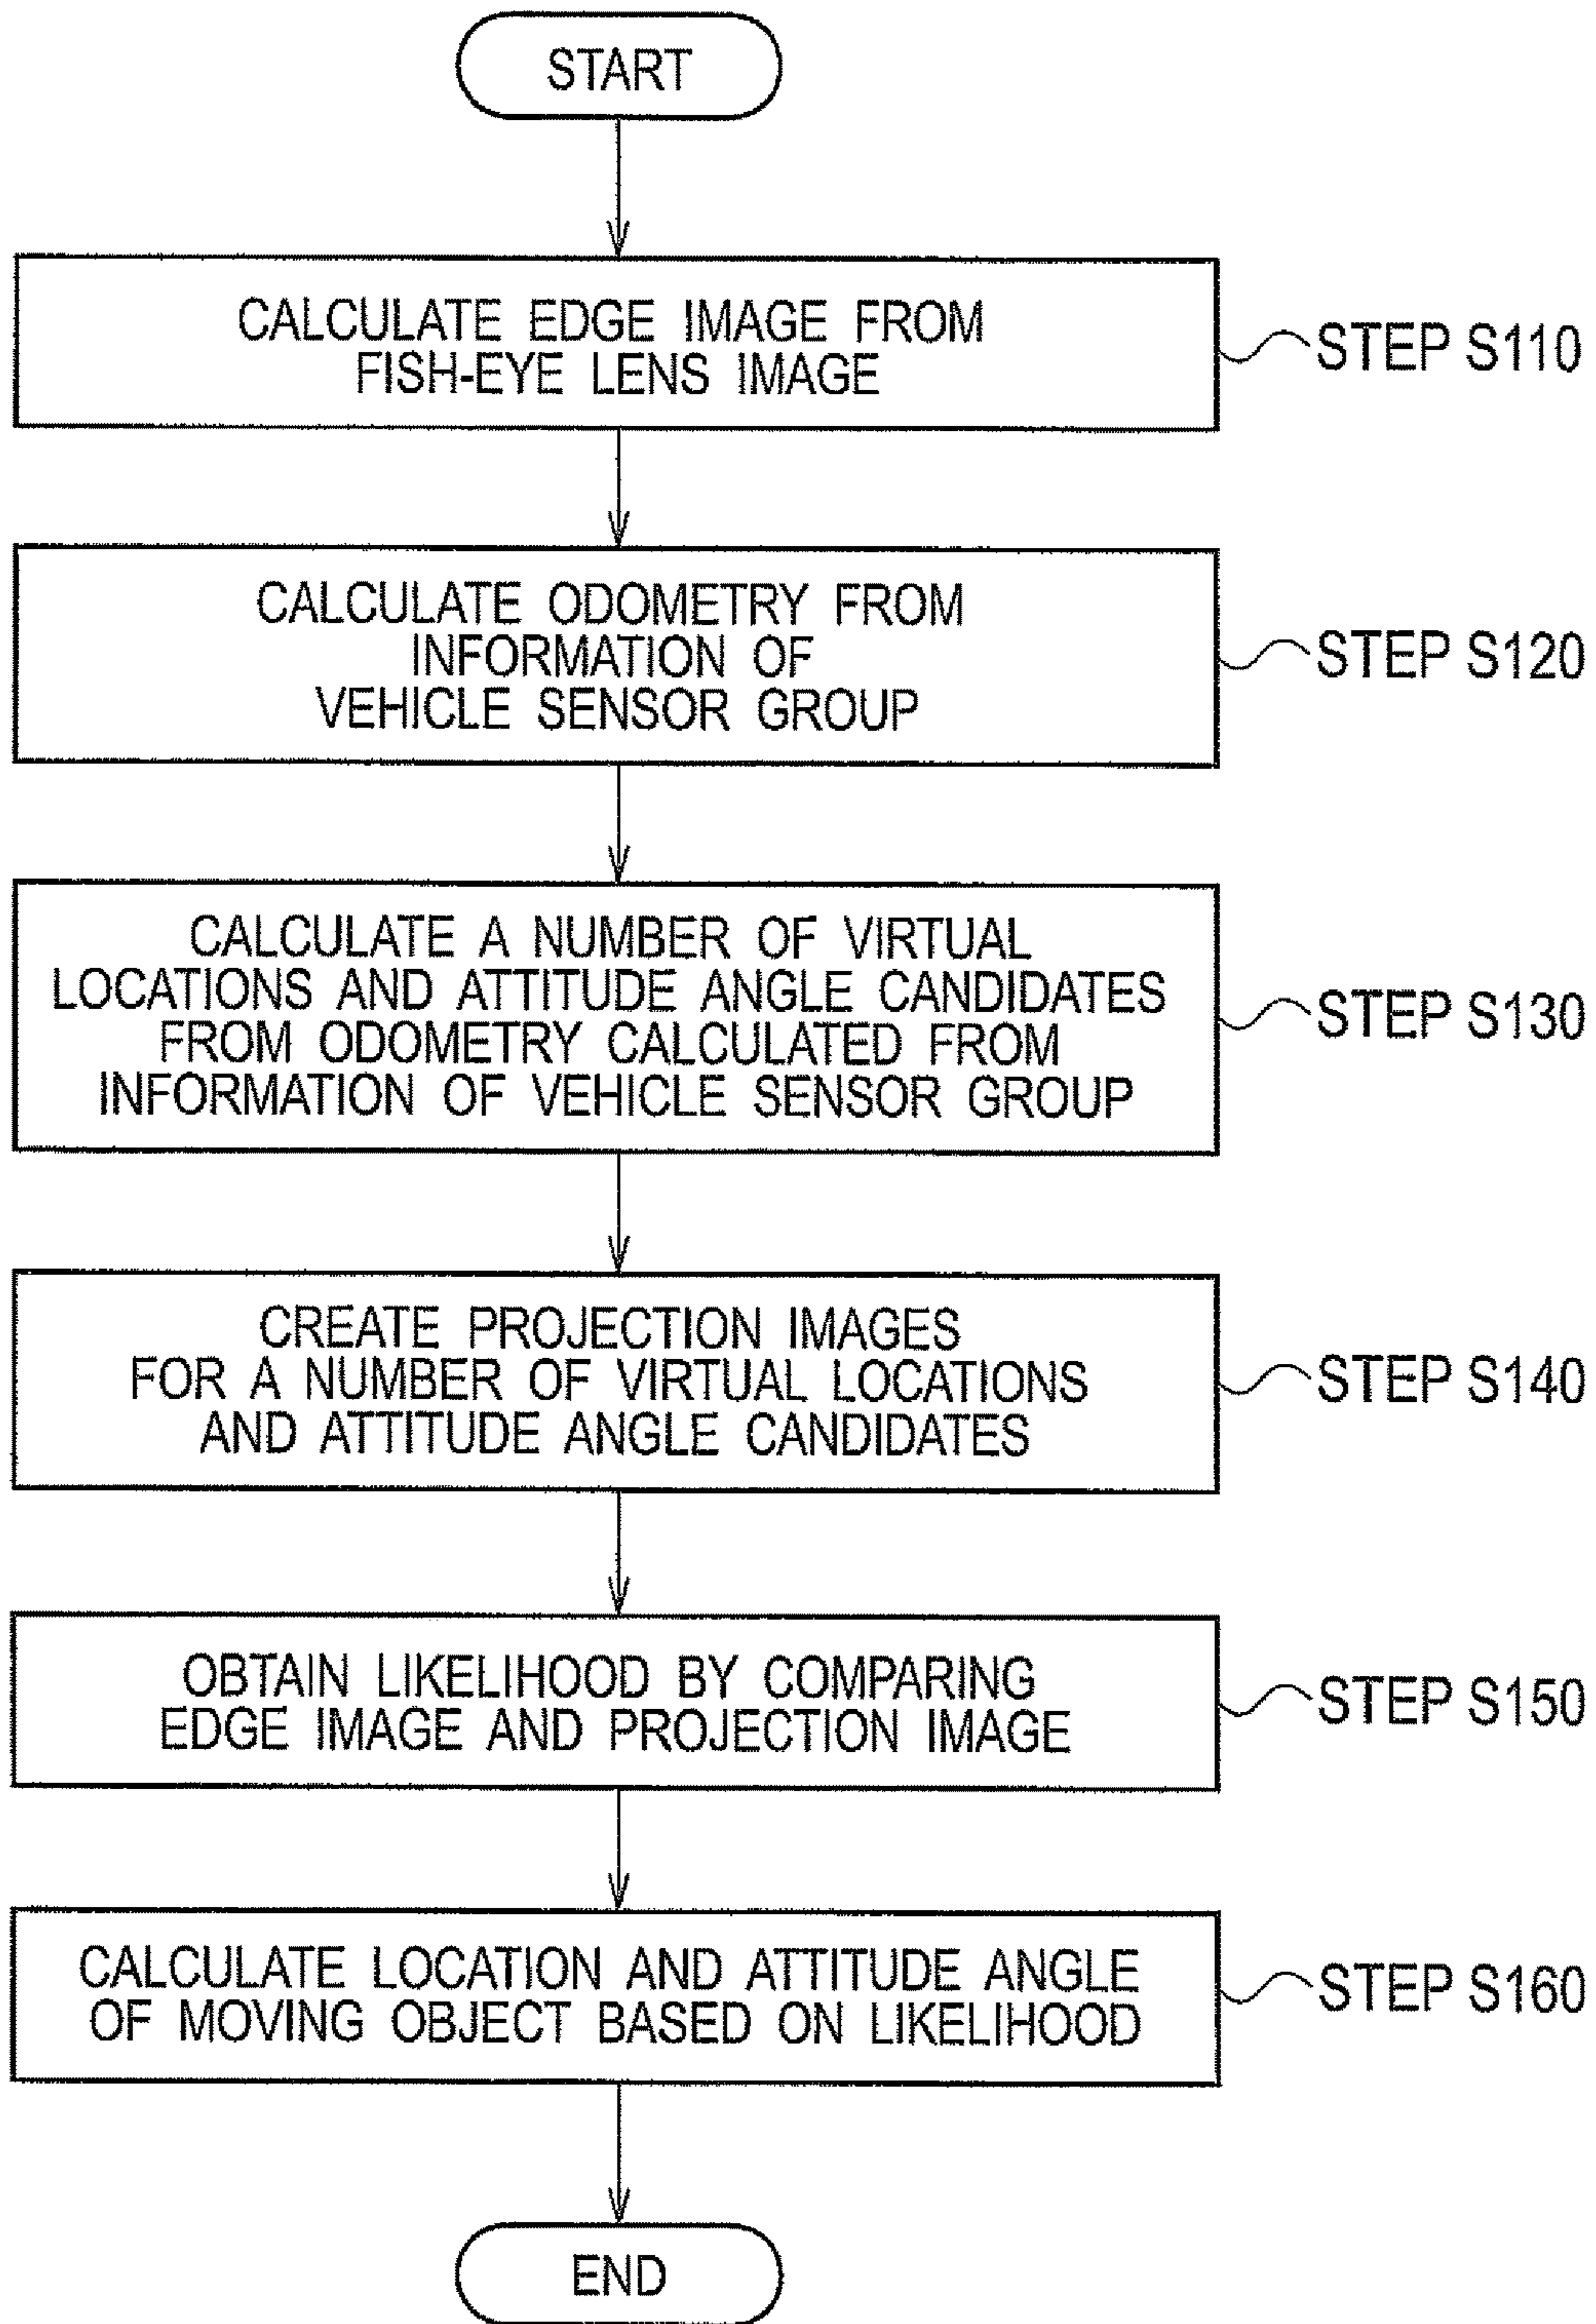 START
CALCULATE EDGE IMAGE FROM
FISH-EYE LENS IMAGE
STEP S110
CALCULATE ODOMETRY FROM
INFORMATION OF
VEHICLE SENSOR GROUP
STEP S120
CALCULATE A NUMBER OF VIRTUAL
LOCATIONS AND ATTITUDE ANGLE CANDIDATES
FROM ODOMETRY CALCULATED FROM
INFORMATION OF VEHICLE SENSOR GROUP
STEP S130
CREATE PROJECTION IMAGES
FOR A NUMBER OF VIRTUAL LOCATIONS
AND ATTITUDE ANGLE CANDIDATES
STEP S140
OBTAIN LIKELIHOOD BY COMPARING
EDGE IMAGE AND PROJECTION IMAGE
STEP S150
CALCULATE LOCATION AND ATTITUDE ANGLE
OF MOVING OBJECT BASED ON LIKELIHOOD
STEP S160
END